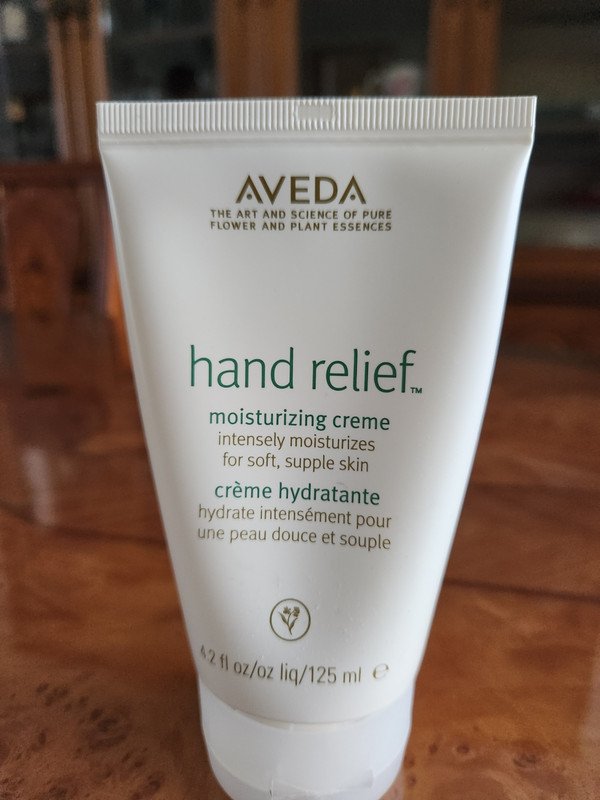 AVEDA
THE ART AND SCIENCE OF PURE
FLOWER AND PLANT ESSENCES
hand relief™
moisturizing creme
intensely moisturizes
for soft, supple skin
crème hydratante
hydrate intensément pour
une peau douce et souple
4.2 fl oz/oz liq/125 ml ℮